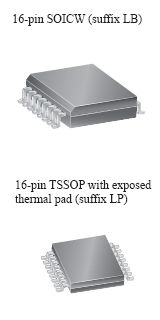 16-pin SOICW (suffix LB)
16-pin TSSOP with exposed
thermal pad (suffix LP)